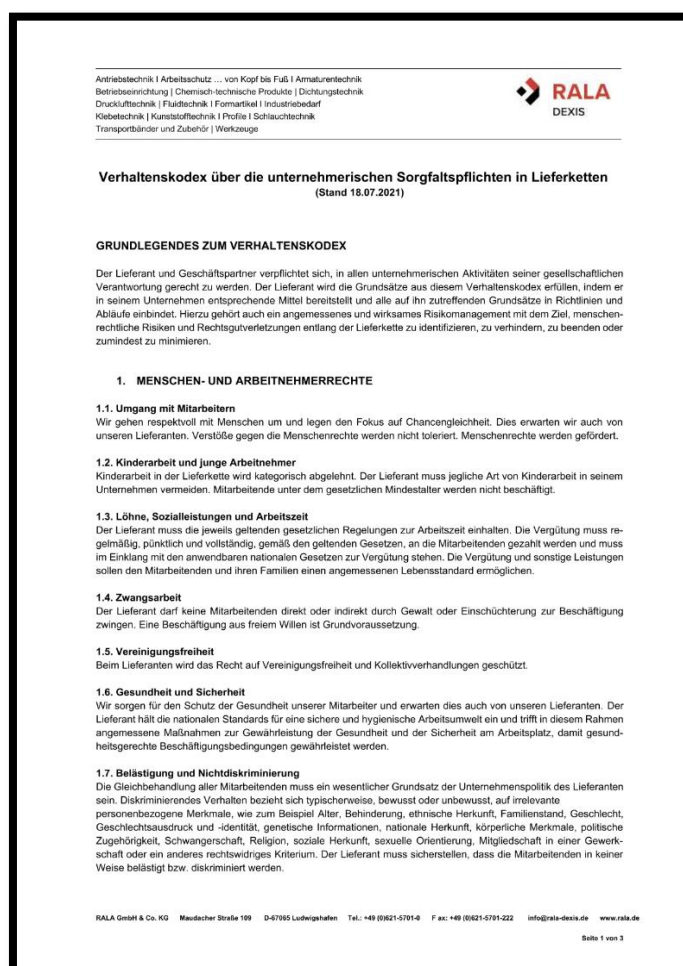 Antriebstechnik I Arbeitsschutz ... von Kopf bis Fuß I Armaturentechnik
Betriebseinrichtung | Chemisch-technische Produkte | Dichtungstechnik
Drucklufttechnik | Fluidtechnik I Formartikel I Industriebedarf
Klebetechnik | Kunststofftechnik I Profile I Schlauchtechnik
Transportbänder und Zubehör | Werkzeuge
RALA
DEXIS
Verhaltenskodex über die unternehmerischen Sorgfaltspflichten in Lieferketten
(Stand 18.07.2021)
GRUNDLEGENDES ZUM VERHALTENSKODEX
Der Lieferant und Geschäftspartner verpflichtet sich, in allen unternehmerischen Aktivitäten seiner gesellschaftlichen
Verantwortung gerecht zu werden. Der Lieferant wird die Grundsätze aus diesem Verhaltenskodex erfüllen, indem er
in seinem Unternehmen entsprechende Mittel bereitstellt und alle auf ihn zutreffenden Grundsätze in Richtlinien und
Abläufe einbindet. Hierzu gehört auch ein angemessenes und wirksames Risikomanagement mit dem Ziel, menschen-
rechtliche Risiken und Rechtsgutverletzungen entlang der Lieferkette zu identifizieren, zu verhindern, zu beenden oder
zumindest zu minimieren.
1. MENSCHEN- UND ARBEITNEHMERRECHTE
1.1. Umgang mit Mitarbeitern
Wir gehen respektvoll mit Menschen um und legen den Fokus auf Chancengleichheit. Dies erwarten wir auch von
unseren Lieferanten. Verstöße gegen die Menschenrechte werden nicht toleriert. Menschenrechte werden gefördert.
1.2. Kinderarbeit und junge Arbeitnehmer
Kinderarbeit in der Lieferkette wird kategorisch abgelehnt. Der Lieferant muss jegliche Art von Kinderarbeit in seinem
Unternehmen vermeiden. Mitarbeitende unter dem gesetzlichen Mindestalter werden nicht beschäftigt.
1.3. Löhne, Sozialleistungen und Arbeitszeit
Der Lieferant muss die jeweils geltenden gesetzlichen Regelungen zur Arbeitszeit einhalten. Die Vergütung muss re-
gelmäßig, pünktlich und vollständig, gemäß den geltenden Gesetzen, an die Mitarbeitenden gezahlt werden und muss
im Einklang mit den anwendbaren nationalen Gesetzen zur Vergütung stehen. Die Vergütung und sonstige Leistungen
sollen den Mitarbeitenden und ihren Familien einen angemessenen Lebensstandard ermöglichen.
1.4. Zwangsarbeit
Der Lieferant darf keine Mitarbeitenden direkt oder indirekt durch Gewalt oder Einschüchterung zur Beschäftigung
zwingen. Eine Beschäftigung aus freiem Willen ist Grundvoraussetzung.
1.5. Vereinigungsfreiheit
Beim Lieferanten wird das Recht auf Vereinigungsfreiheit und Kollektivverhandlungen geschützt.
1.6. Gesundheit und Sicherheit
Wir sorgen für den Schutz der Gesundheit unserer Mitarbeiter und erwarten dies auch von unseren Lieferanten. Der
Lieferant hält die nationalen Standards für eine sichere und hygienische Arbeitsumwelt ein und trifft in diesem Rahmen
angemessene Maßnahmen zur Gewährleistung der Gesundheit und der Sicherheit am Arbeitsplatz, damit gesund-
heitsgerechte Beschäftigungsbedingungen gewährleistet werden.
1.7. Belästigung und Nichtdiskriminierung
Die Gleichbehandlung aller Mitarbeitenden muss ein wesentlicher Grundsatz der Unternehmenspolitik des Lieferanten
sein. Diskriminierendes Verhalten bezieht sich typischerweise, bewusst oder unbewusst, auf irrelevante
personenbezogene Merkmale, wie zum Beispiel Alter, Behinderung, ethnische Herkunft, Familienstand, Geschlecht,
Geschlechtsausdruck und -identität, genetische Informationen, nationale Herkunft, körperliche Merkmale, politische
Zugehörigkeit, Schwangerschaft, Religion, soziale Herkunft, sexuelle Orientierung, Mitgliedschaft in einer Gewerk-
schaft oder ein anderes rechtswidriges Kriterium. Der Lieferant muss sicherstellen, dass die Mitarbeitenden in keiner
Weise belästigt bzw. diskriminiert werden.
RALA GmbH & Co. KG Maudacher Straße 109 D-67065 Ludwigshafen Tel.: +49 (0)621-5701-0 F ax: +49 (0)621-5701-222 info@rala-dexis.de www.rala.de
Seite 1 von 3